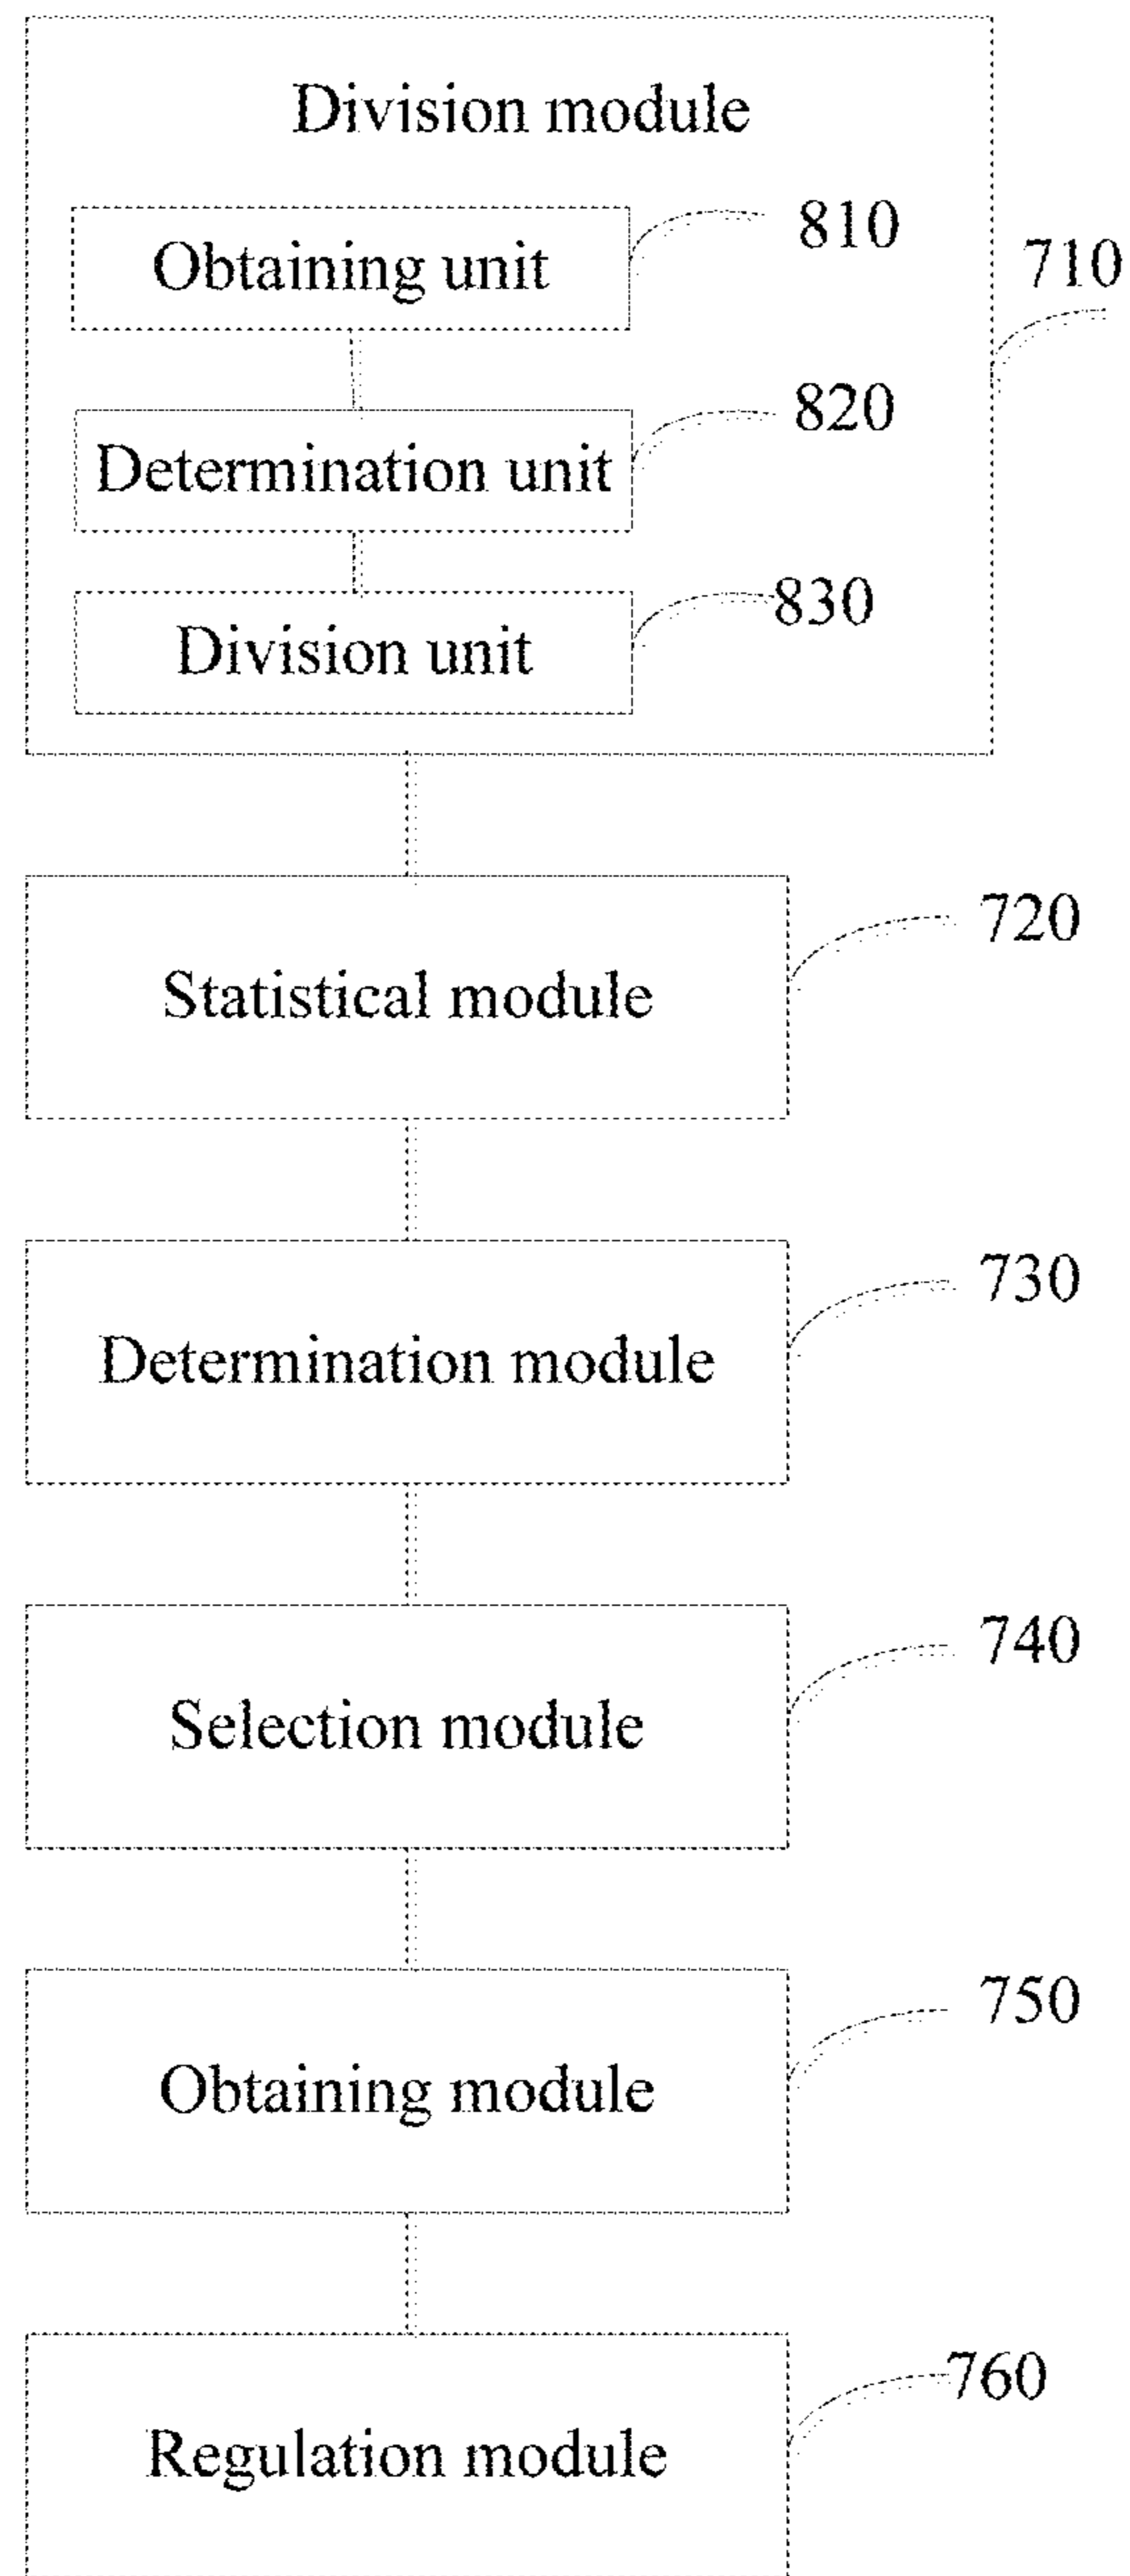 Division module
Obtaining unit
810
710
Determination unit
820
Division unit
830
Statistical module
720
Determination module
730
Selection module
740
Obtaining module
750
Regulation module
760